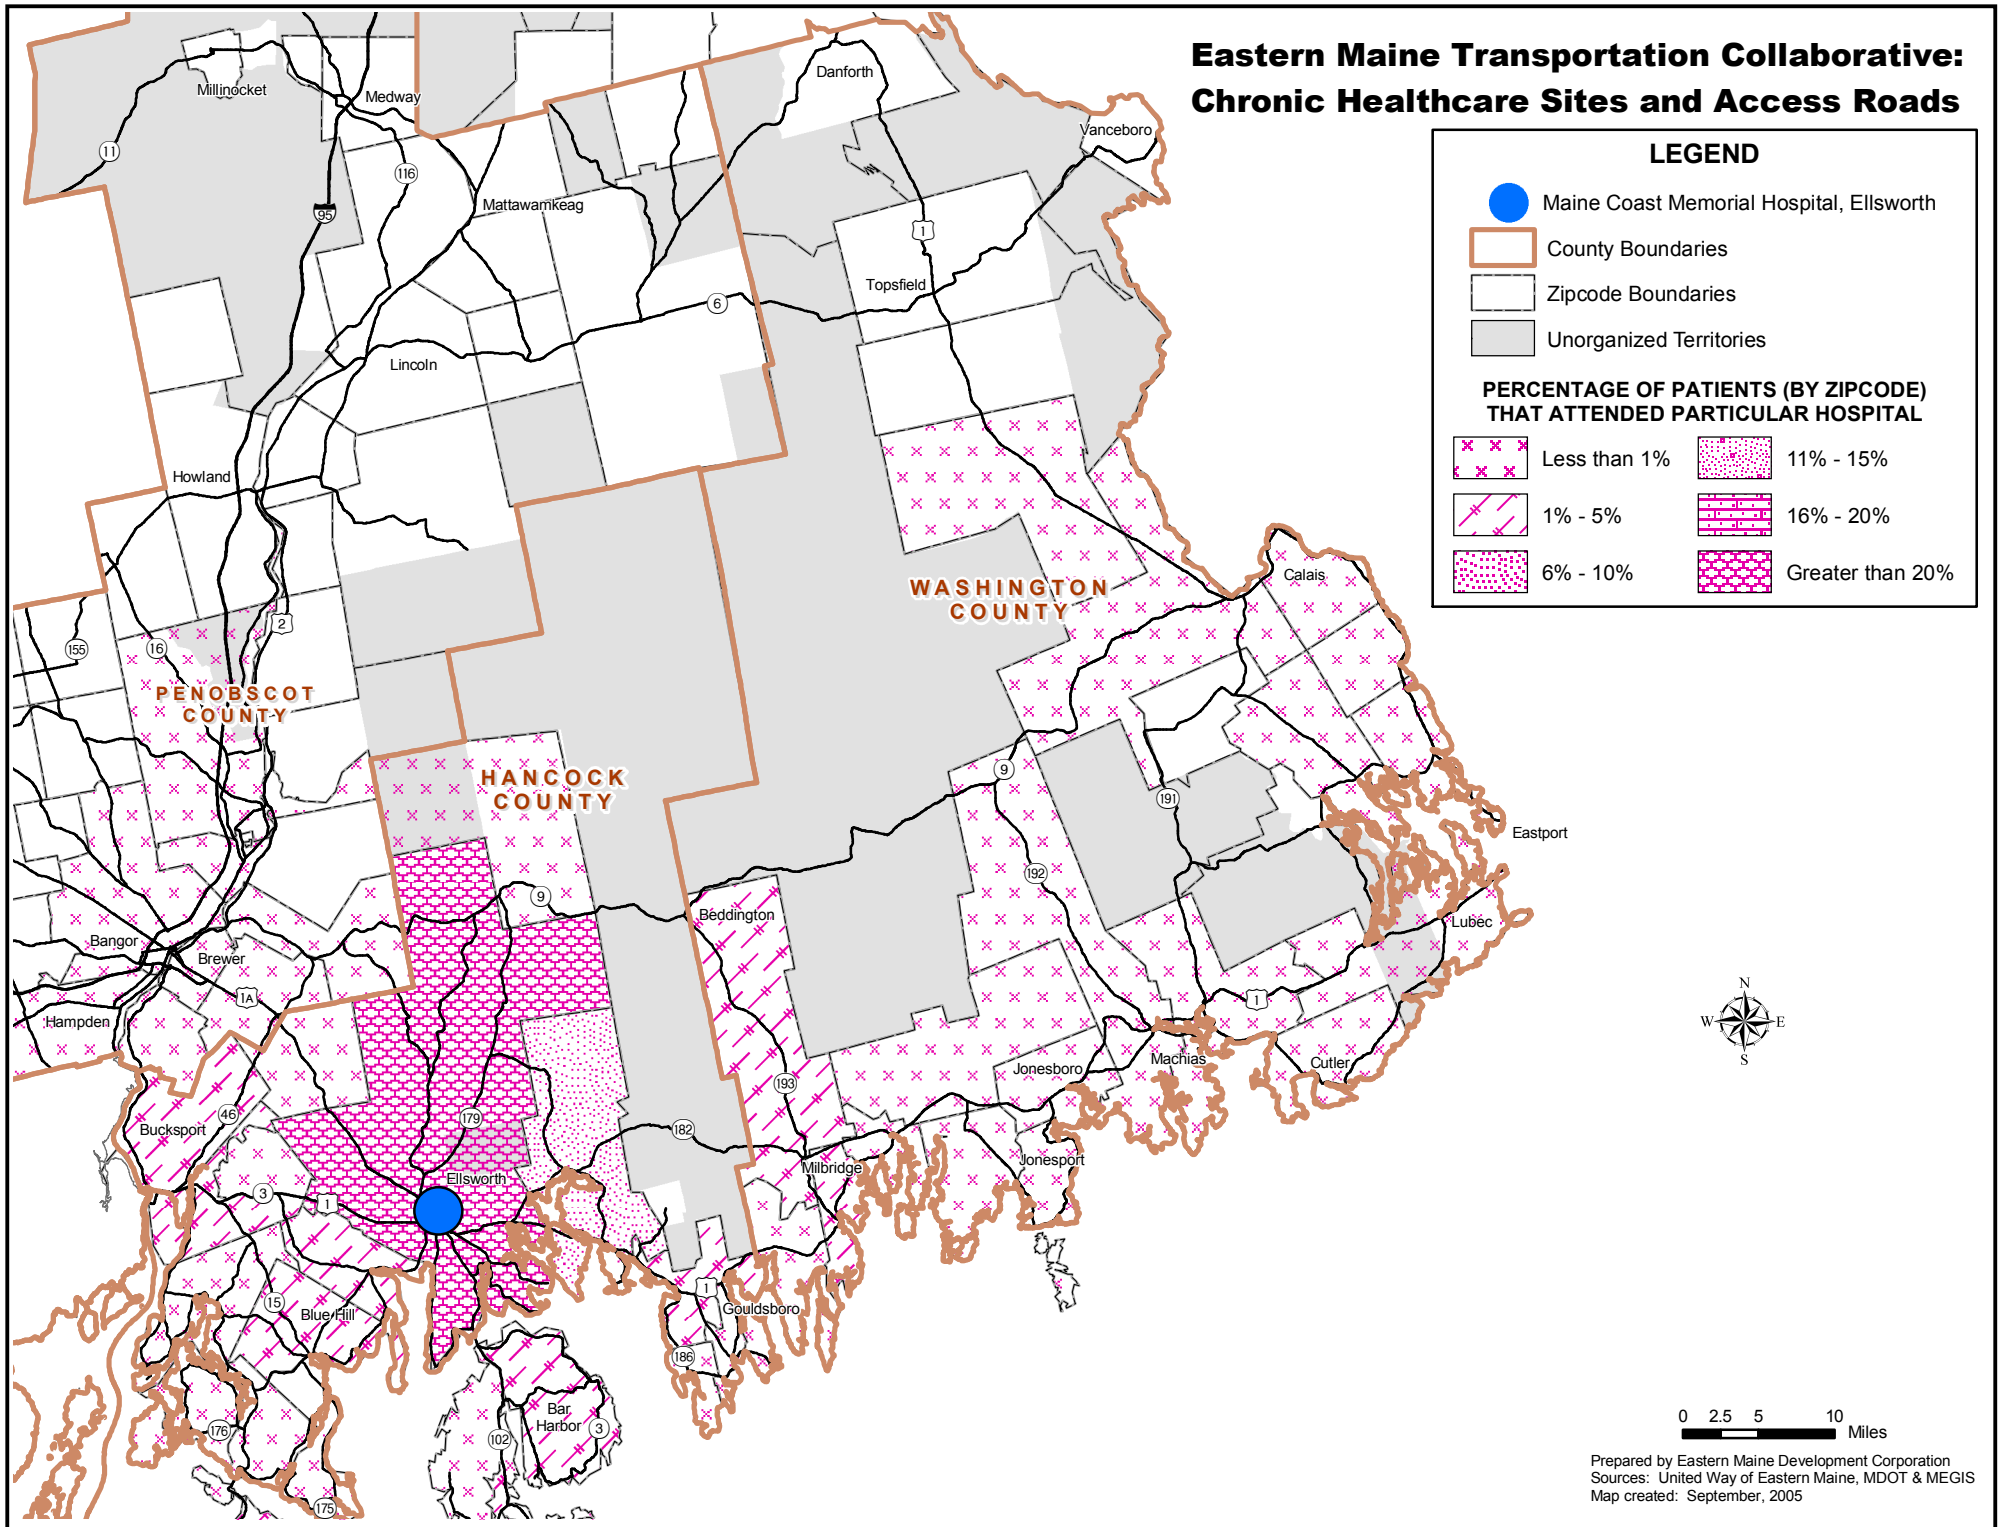 Eastern Maine Transportation Collaborative:
Chronic Healthcare Sites and Access Roads
LEGEND
Maine Coast Memorial Hospital, Ellsworth
County Boundaries
Zipcode Boundaries
Unorganized Territories
PERCENTAGE OF PATIENTS (BY ZIPCODE)
THAT ATTENDED PARTICULAR HOSPITAL
Less than 1%
11% - 15%
1% - 5%
16% - 20%
6% - 10%
Greater than 20%
Danforth
Millinocket
Medway
Vanceboro
11
116
95
Mattawamkeag
1
Topsfield
6
Lincoln
Howland
Calais
WASHINGTON
COUNTY
2
155
16
PENOBSCOT
COUNTY
HANCOCK
COUNTY
9
191
Eastport
192
9
Beddington
Lubec
Bangor
Brewer
1A
1
Hampden
Machias
Cutler
Jonesboro
193
46
179
Bucksport
182
Milbridge
Jonesport
Ellsworth
3
1
1
15
Blue Hill
Gouldsboro
186
Bar
Harbor
3
176
102
175
N
W
E
S
0 2.5 5 10
Miles
Prepared by Eastern Maine Development Corporation
Sources: United Way of Eastern Maine, MDOT & MEGIS
Map created: September, 2005